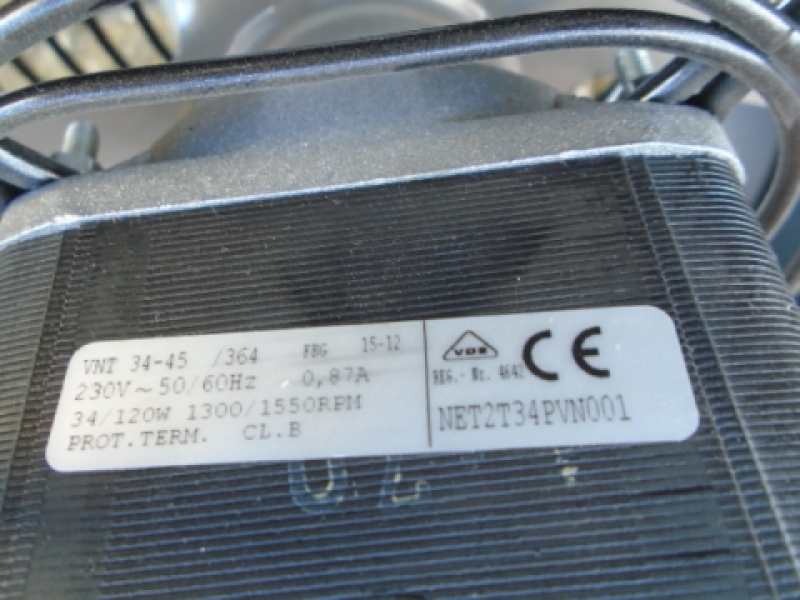 VNT 34-45 /364 FBG 15-12
230V~50/60Hz 0,87A
34/120W 1300/1550RPM
PROT.TERM. CL.B
VDE
REG.- Nr. 4642
CE
NET2T34PVN001